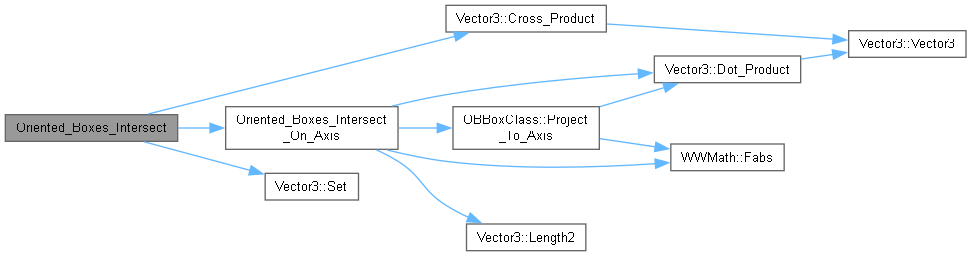 Oriented_Boxes_Intersect
Oriented_Boxes_Intersect
_On_Axis
Vector3::Set
Vector3::Cross_Product
OBBoxClass::Project
_To_Axis
Vector3::Length2
Vector3::Dot_Product
WWMath::Fabs
Vector3::Vector3